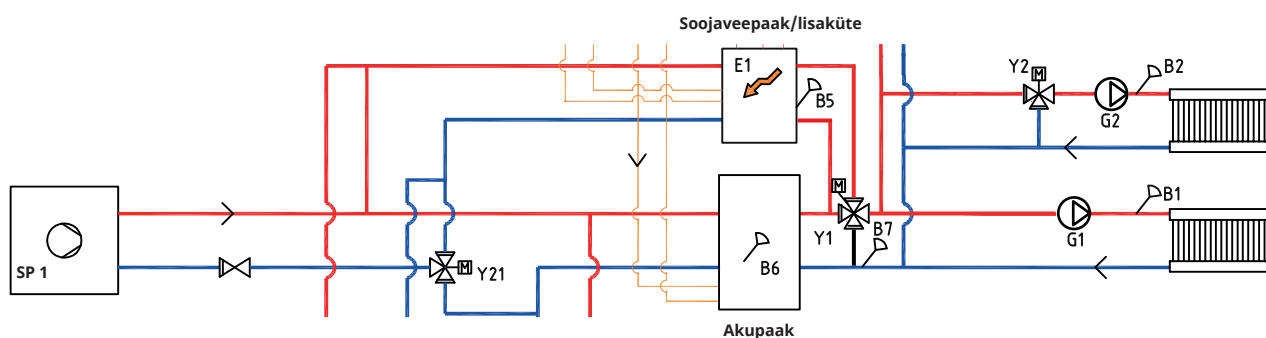 Soojaveepaak/lisaküte
E1
B5
Y2
M
B2
G2
SP 1
M
Y21
M
Y1
B7
B6
B1
G1
Akupaak